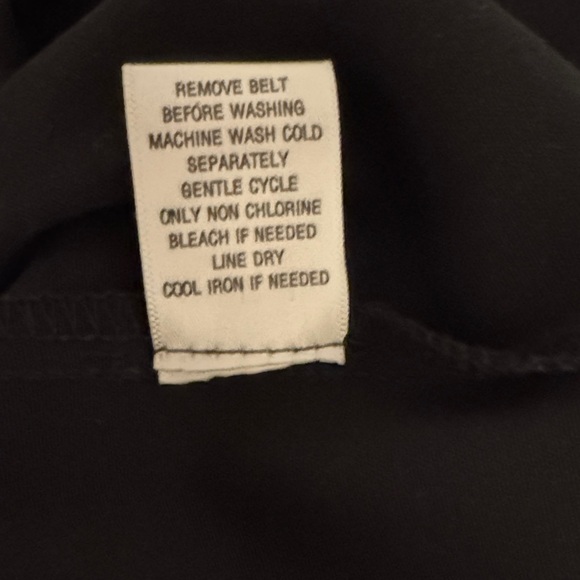 REMOVE BELT
BEFORE WASHING
MACHINE WASH COLD
SEPARATELY
GENTLE CYCLE
ONLY NON CHLORINE
BLEACH IF NEEDED
LINE DRY
COOL IRON IF NEEDED